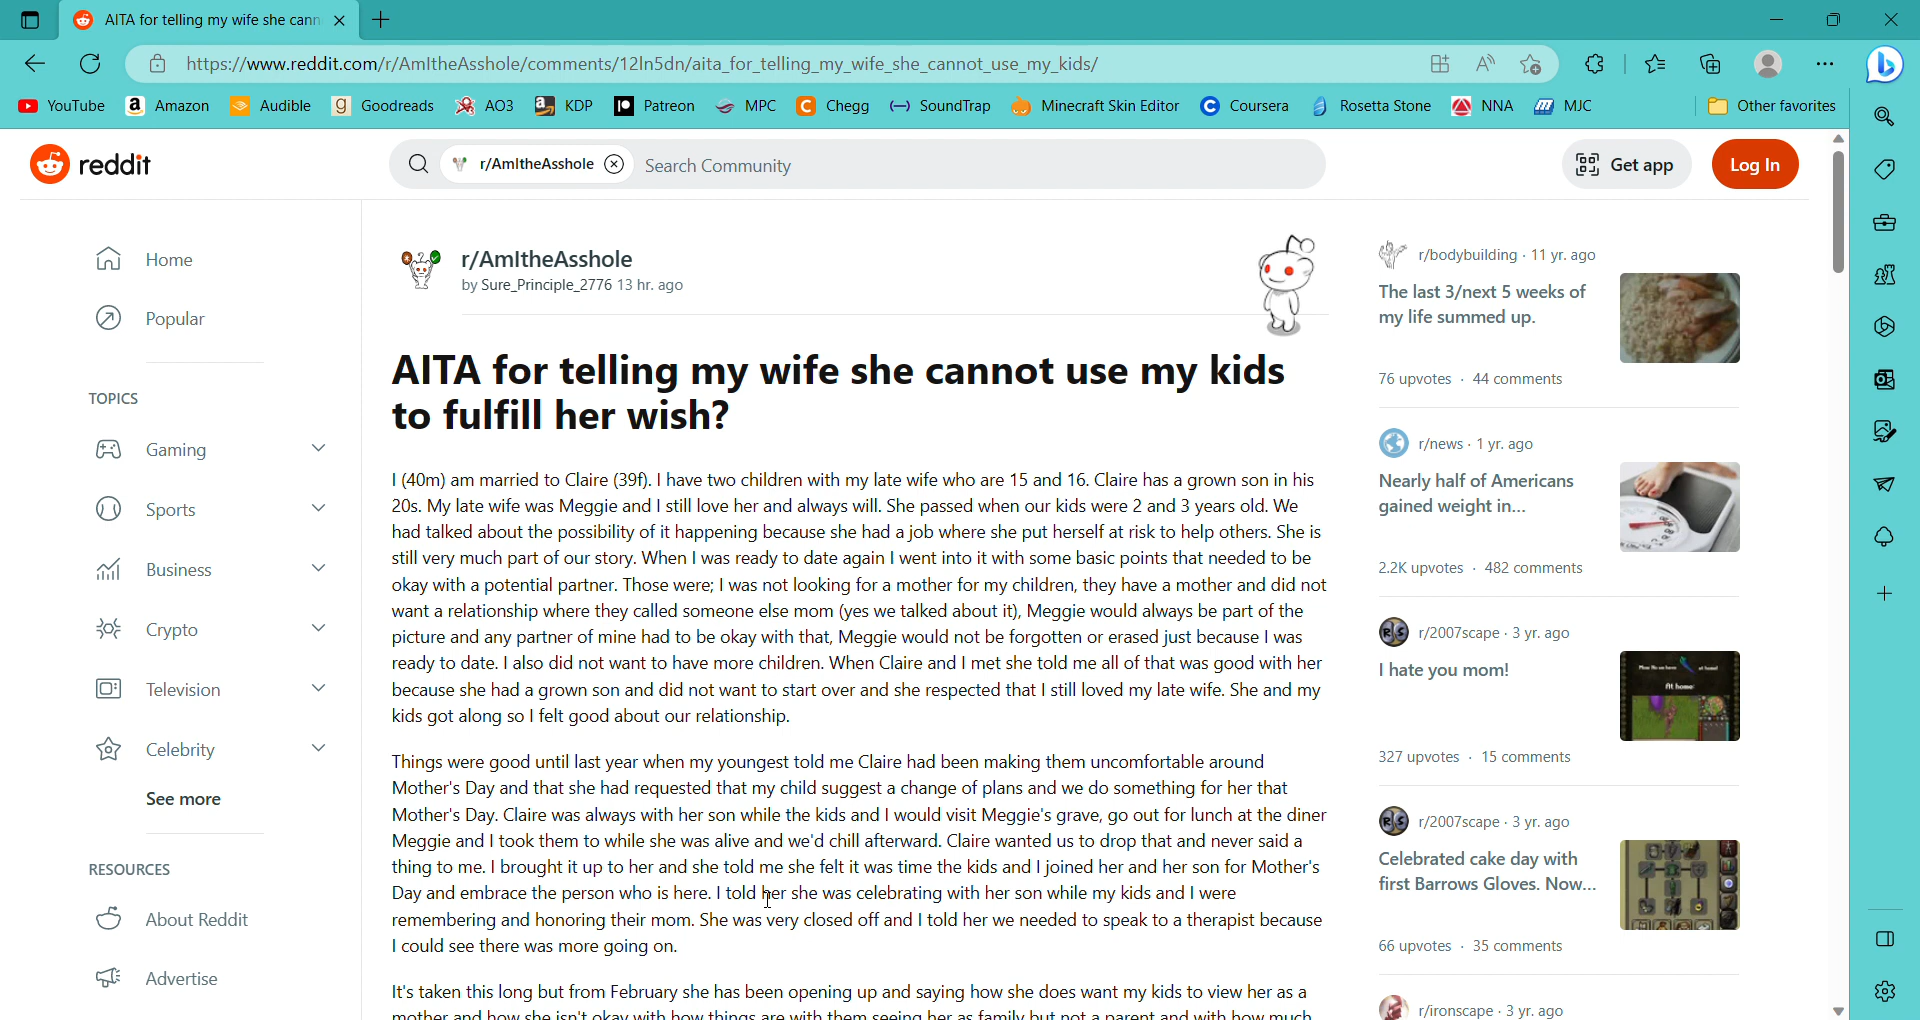 AITA for telling my wife she cann
https://www.reddit.com/r/AmItheAsshole/comments/12ln5dn/aita_for_telling_my_wife_she_cannot_use_my_kids/
YouTube Amazon Audible Goodreads AO3 KDP Patreon MPC Chegg SoundTrap Minecraft Skin Editor Coursera Rosetta Stone NNA MJC Other favorites
reddit r/AmItheAsshole Search Community Get app Log In
Home
Popular
TOPICS
Gaming
Sports
Business
Crypto
Television
Celebrity
See more
RESOURCES
About Reddit
Advertise
r/AmItheAsshole
by Sure_Principle_2776 13 hr. ago
AITA for telling my wife she cannot use my kids
to fulfill her wish?
I (40m) am married to Claire (39f). I have two children with my late wife who are 15 and 16. Claire has a grown son in his
20s. My late wife was Meggie and I still love her and always will. She passed when our kids were 2 and 3 years old. We
had talked about the possibility of it happening because she had a job where she put herself at risk to help others. She is
still very much part of our story. When I was ready to date again I went into it with some basic points that needed to be
okay with a potential partner. Those were; I was not looking for a mother for my children, they have a mother and did not
want a relationship where they called someone else mom (yes we talked about it), Meggie would always be part of the
picture and any partner of mine had to be okay with that, Meggie would not be forgotten or erased just because I was
ready to date. I also did not want to have more children. When Claire and I met she told me all of that was good with her
because she had a grown son and did not want to start over and she respected that I still loved my late wife. She and my
kids got along so I felt good about our relationship.
Things were good until last year when my youngest told me Claire had been making them uncomfortable around
Mother's Day and that she had requested that my child suggest a change of plans and we do something for her that
Mother's Day. Claire was always with her son while the kids and I would visit Meggie's grave, go out for lunch at the diner
Meggie and I took them to while she was alive and we'd chill afterward. Claire wanted us to drop that and never said a
thing to me. I brought it up to her and she told me she felt it was time the kids and I joined her and her son for Mother's
Day and embrace the person who is here. I told her she was celebrating with her son while my kids and I were
remembering and honoring their mom. She was very closed off and I told her we needed to speak to a therapist because
I could see there was more going on.
It's taken this long but from February she has been opening up and saying how she does want my kids to view her as a
mother and how she isn't okay with how things are with them seeing her as family but not a parent and with how much
r/bodybuilding · 11 yr. ago
The last 3/next 5 weeks of
my life summed up.
76 upvotes · 44 comments
r/news · 1 yr. ago
Nearly half of Americans
gained weight in...
2.2K upvotes · 482 comments
r/2007scape · 3 yr. ago
I hate you mom!
At home
327 upvotes · 15 comments
r/2007scape · 3 yr. ago
Celebrated cake day with
first Barrows Gloves. Now...
66 upvotes · 35 comments
r/ironscape · 3 yr. ago